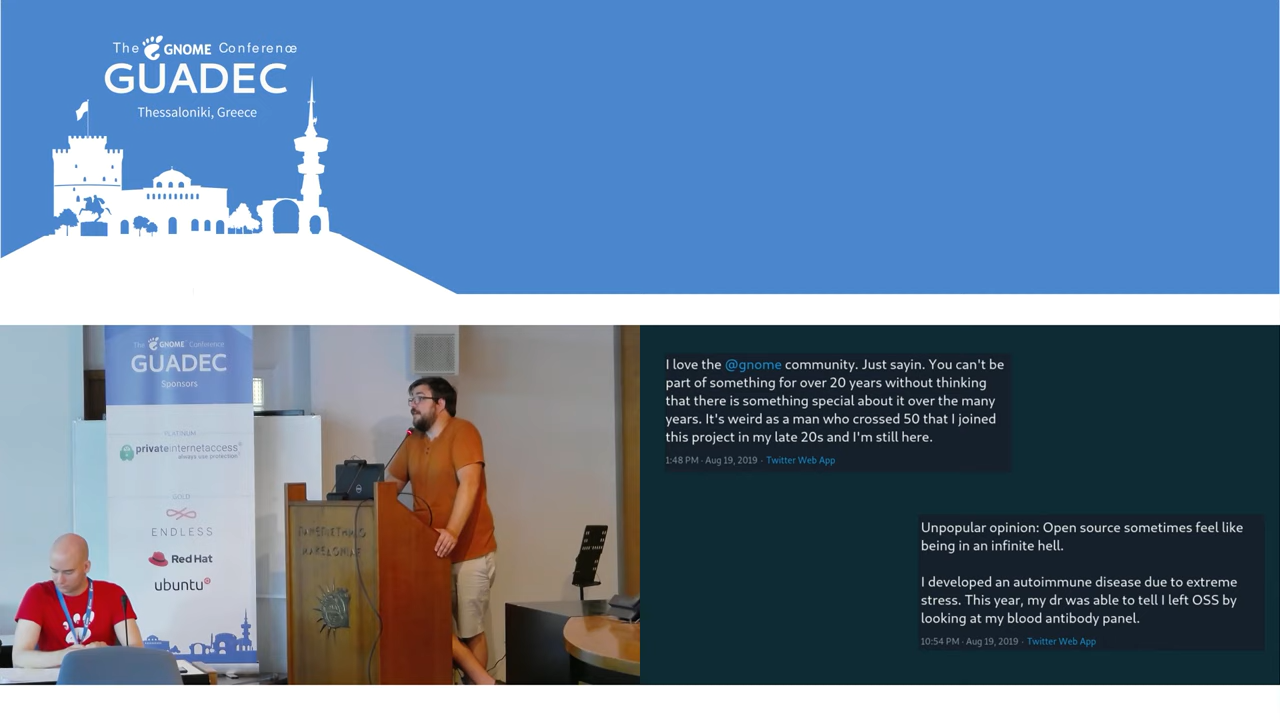 The GNOME Conference
GUADEC
Thessaloniki, Greece
The GNOME Conference
GUADEC
Sponsors
PLATINUM
privateinternetaccess®
always use protection®
GOLD
ENDLESS
Red Hat
ubuntu
ΠΑΝΕΠΙΣΤΗΜΙΟ
ΜΑΚΕΔΟΝΙΑΣ
I love the @gnome community. Just sayin. You can't be
part of something for over 20 years without thinking
that there is something special about it over the many
years. It's weird as a man who crossed 50 that I joined
this project in my late 20s and I'm still here.
1:48 PM · Aug 19, 2019 · Twitter Web App
Unpopular opinion: Open source sometimes feel like
being in an infinite hell.
I developed an autoimmune disease due to extreme
stress. This year, my dr was able to tell I left OSS by
looking at my blood antibody panel.
10:54 PM · Aug 19, 2019 · Twitter Web App